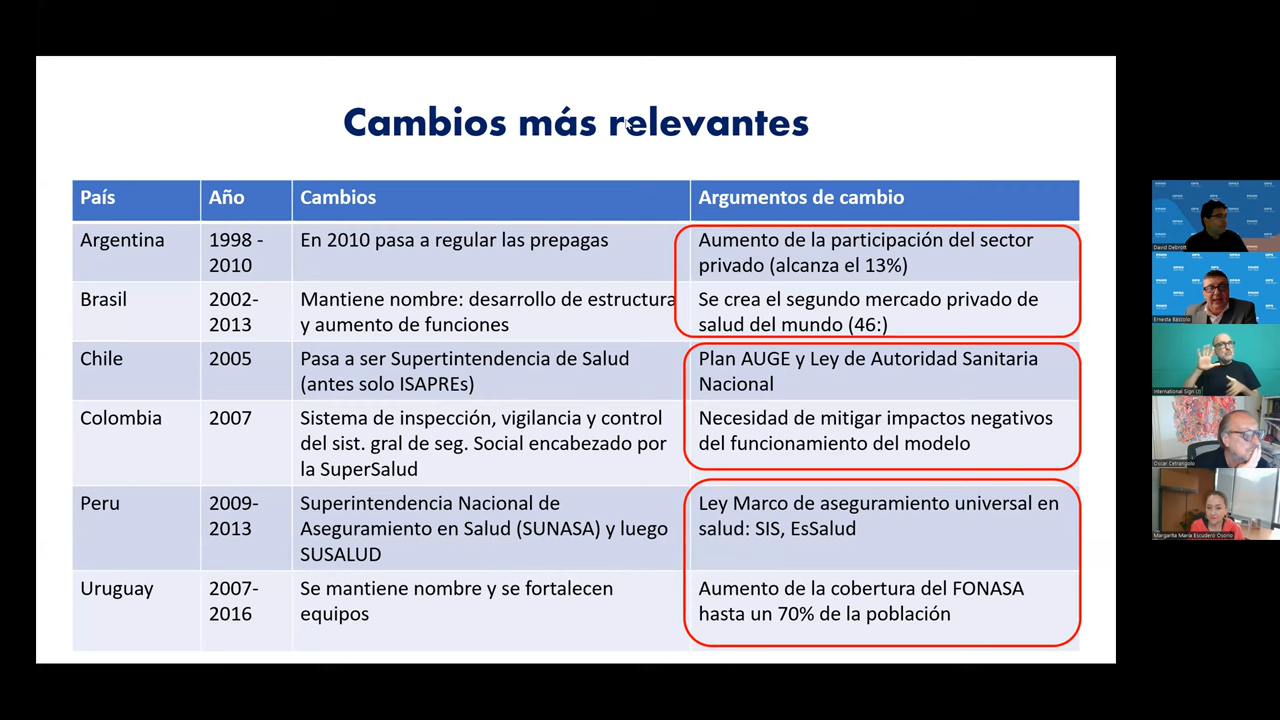 Cambios más relevantes
País
Año
Cambios
Argumentos de cambio
Argentina
1998 -
2010
En 2010 pasa a regular las prepagas
Aumento de la participación del sector
privado (alcanza el 13%)
Brasil
2002-
2013
Mantiene nombre: desarrollo de estructura
y aumento de funciones
Se crea el segundo mercado privado de
salud del mundo (46:)
Chile
2005
Pasa a ser Supertintendencia de Salud
(antes solo ISAPREs)
Plan AUGE y Ley de Autoridad Sanitaria
Nacional
Colombia
2007
Sistema de inspección, vigilancia y control
del sist. gral de seg. Social encabezado por
la SuperSalud
Necesidad de mitigar impactos negativos
del funcionamiento del modelo
Peru
2009-
2013
Superintendencia Nacional de
Aseguramiento en Salud (SUNASA) y luego
SUSALUD
Ley Marco de aseguramiento universal en
salud: SIS, EsSalud
Uruguay
2007-
2016
Se mantiene nombre y se fortalecen
equipos
Aumento de la cobertura del FONASA
hasta un 70% de la población
David Debrott
Ernesto Báscolo
International Sign (J)
Oscar Cetrangolo
Margarita María Escudero Osorio